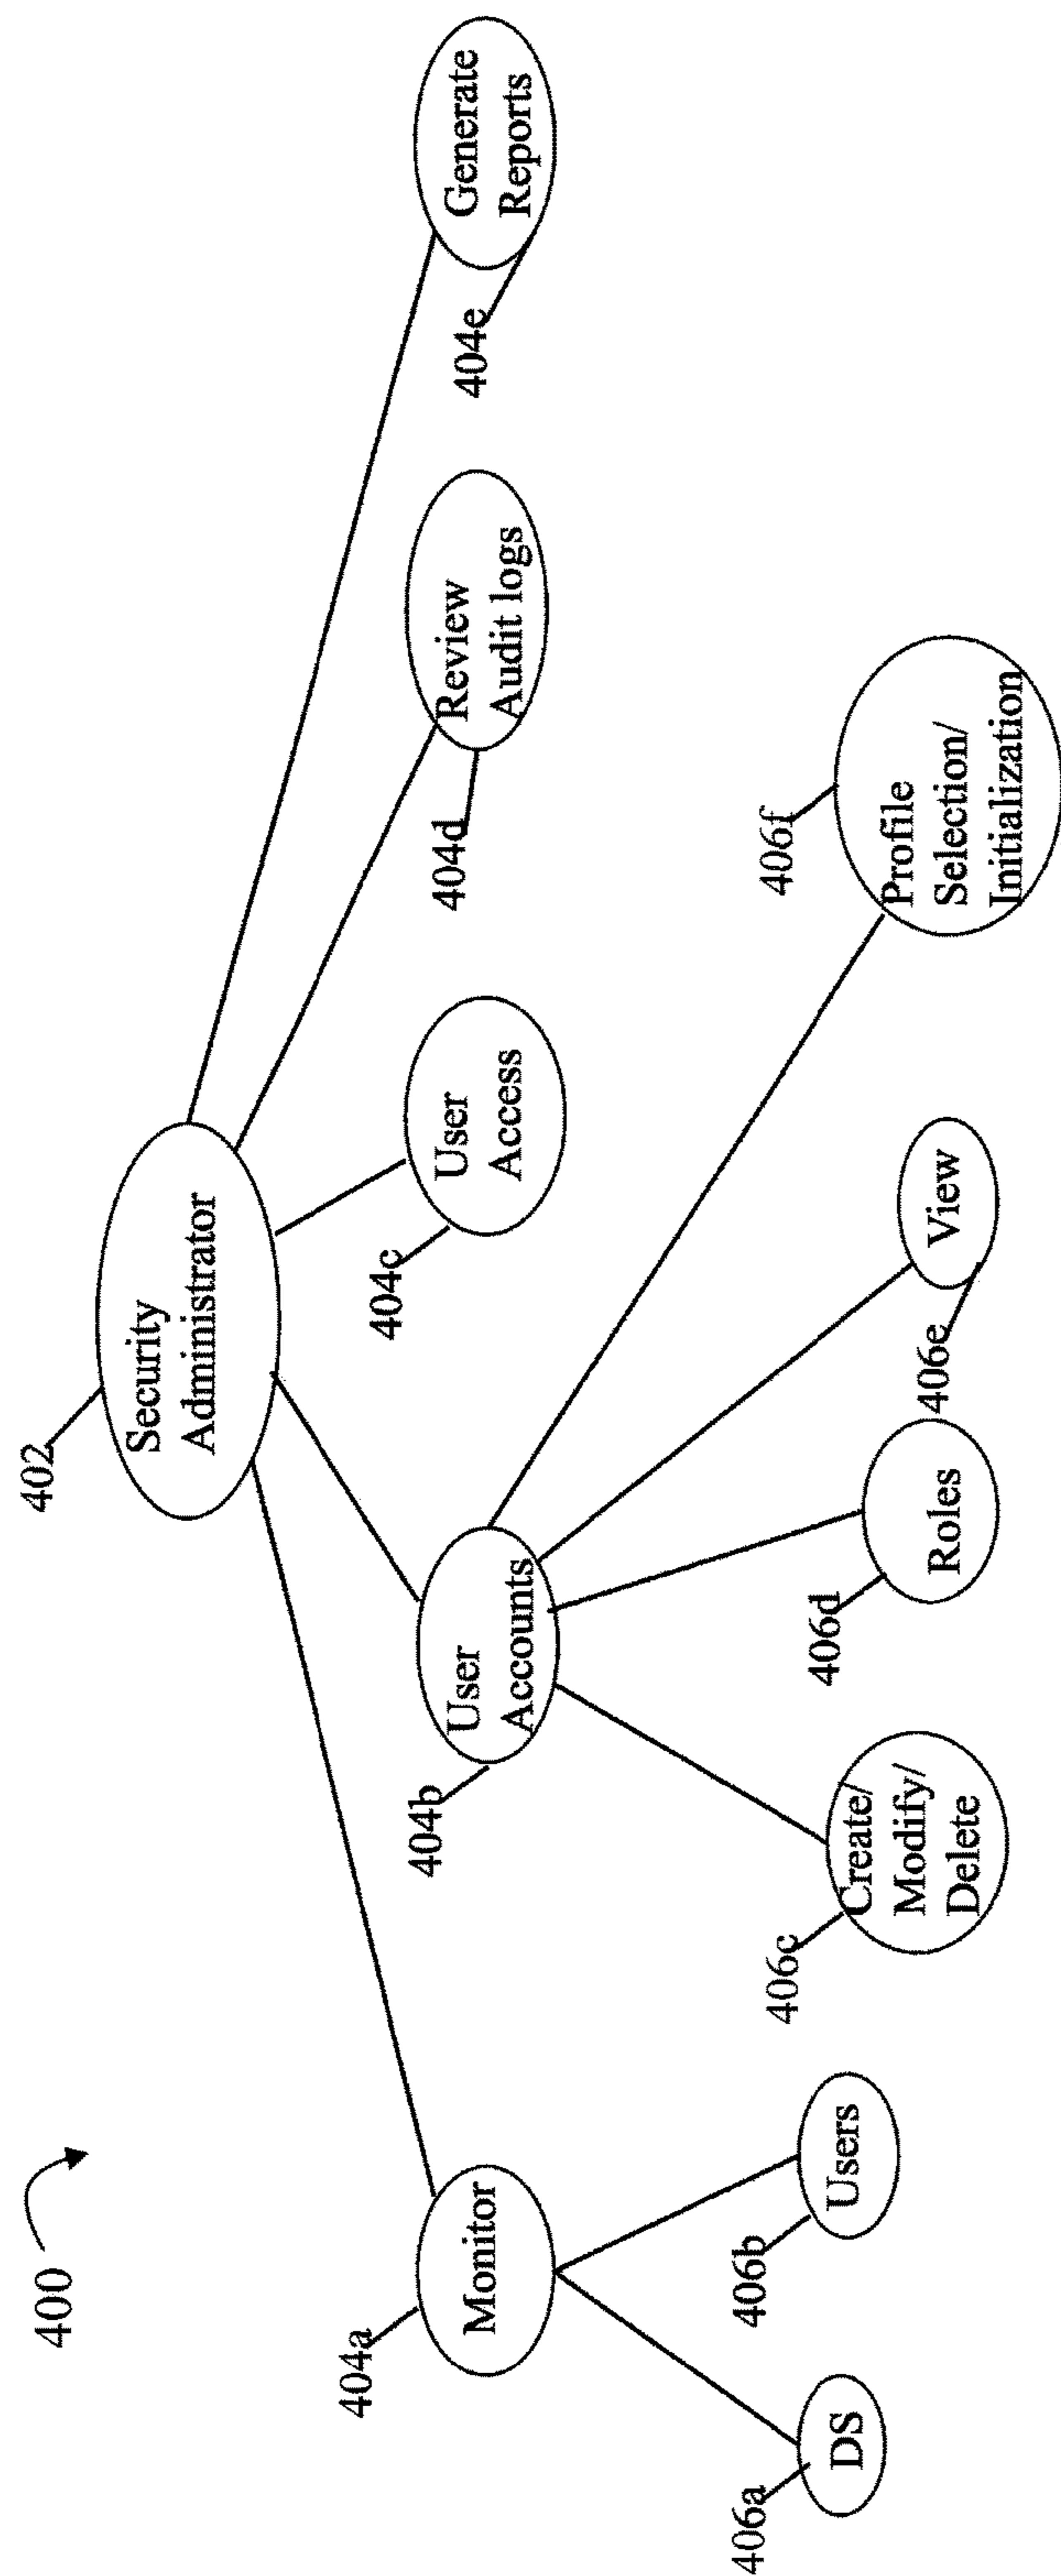 400
402
Security
Administrator
404a
Monitor
404b
User
Accounts
404c
User
Access
404d
Review
Audit logs
404e
Generate
Reports
406a
DS
406b
Users
406c
Create/
Modify/
Delete
406d
Roles
406e
View
406f
Profile
Selection/
Initialization